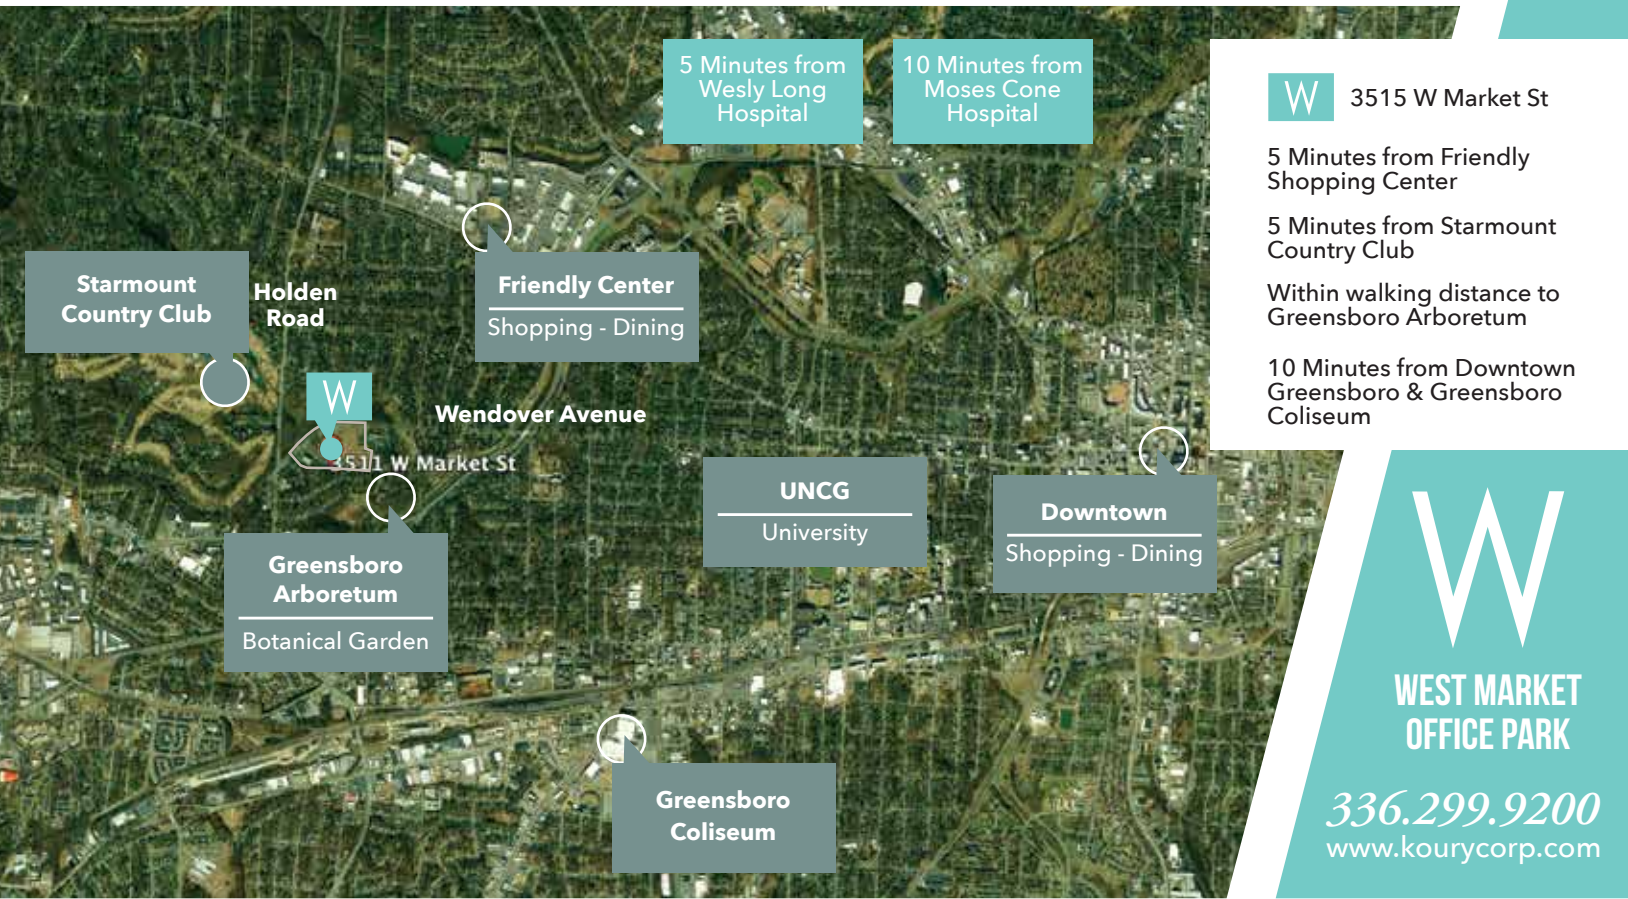 5 Minutes from
Wesly Long
Hospital
10 Minutes from
Moses Cone
Hospital
W
3515 W Market St
5 Minutes from Friendly
Shopping Center
5 Minutes from Starmount
Country Club
Within walking distance to
Greensboro Arboretum
10 Minutes from Downtown
Greensboro & Greensboro
Coliseum
Starmount
Country Club
Holden
Road
Friendly Center
Shopping - Dining
W
Wendover Avenue
3511 W Market St
UNCG
University
Downtown
Shopping - Dining
Greensboro
Arboretum
Botanical Garden
Greensboro
Coliseum
W
WEST MARKET
OFFICE PARK
336.299.9200
www.kourycorp.com